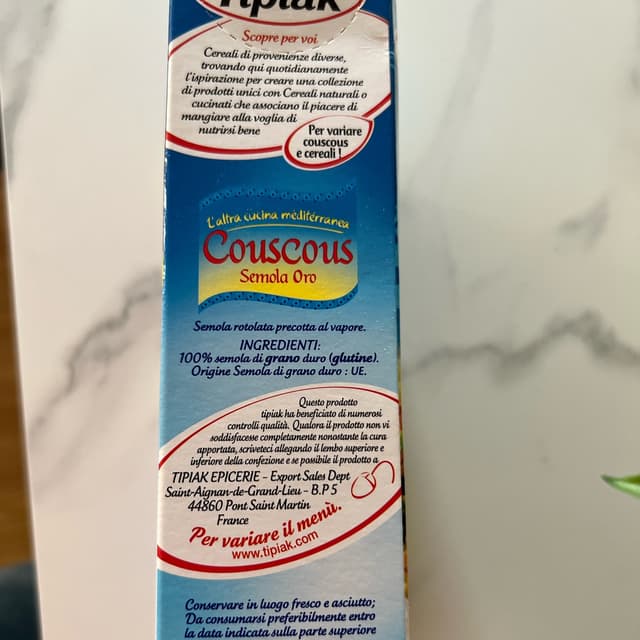 Tipiak
Scopre per voi
Cereali di provenienze diverse,
trovando qui quotidianamente
l'ispirazione per creare una collezione
di prodotti unici con Cereali naturali o
cucinati che associano il piacere di
mangiare alla voglia di
nutrirsi bene
Per variare
couscous
e cereali !
L'altra cucina mediterranea
Couscous
Semola Oro
Semola rotolata precotta al vapore.
INGREDIENTI:
100% semola di grano duro (glutine).
Origine Semola di grano duro : UE.
Questo prodotto
tipiak ha beneficiato di numerosi
controlli qualità. Qualora il prodotto non vi
soddisfacesse completamente nonostante la cura
apportata, scriveteci allegando il lembo superiore e
inferiore della confezione e se possibile il prodotto a
TIPIAK EPICERIE - Export Sales Dept
Saint-Aignan-de-Grand-Lieu - B.P 5
44860 Pont Saint Martin
France
Per variare il menù.
www.tipiak.com
Conservare in luogo fresco e asciutto;
Da consumarsi preferibilmente entro
la data indicata sulla parte superiore